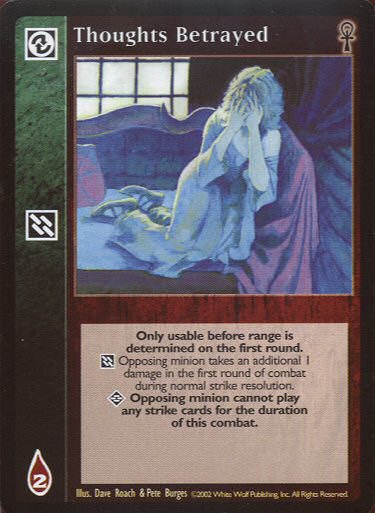 Thoughts Betrayed
Only usable before range is
determined on the first round.
Opposing minion takes an additional 1
damage in the first round of combat
during normal strike resolution.
Opposing minion cannot play
any strike cards for the duration
of this combat.
2
Illus. Dave Roach & Pete Burges ©2002 White Wolf Publishing, Inc. All Rights Reserved.